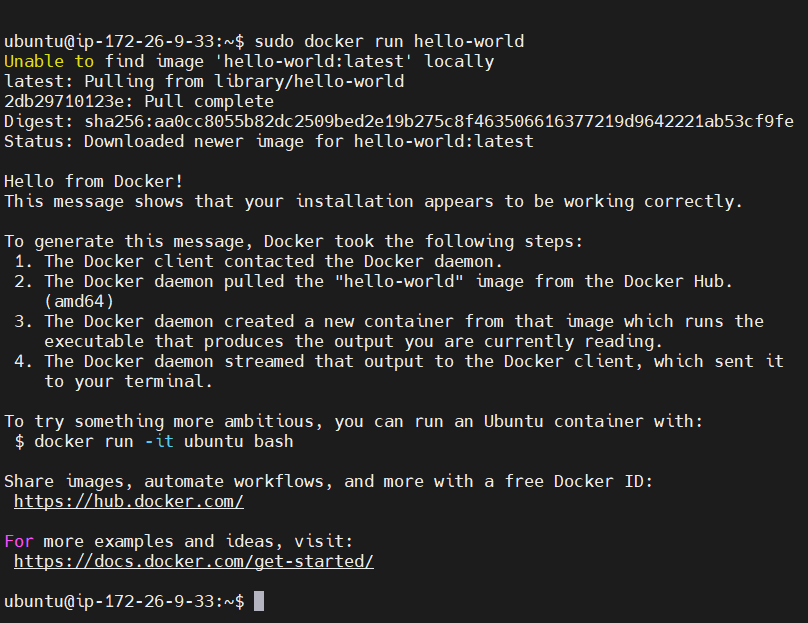 ubuntu@ip-172-26-9-33:~$ sudo docker run hello-world
Unable to find image 'hello-world:latest' locally
latest: Pulling from library/hello-world
2db29710123e: Pull complete
Digest: sha256:aa0cc8055b82dc2509bed2e19b275c8f463506616377219d9642221ab53cf9fe
Status: Downloaded newer image for hello-world:latest
Hello from Docker!
This message shows that your installation appears to be working correctly.
To generate this message, Docker took the following steps:
1. The Docker client contacted the Docker daemon.
2. The Docker daemon pulled the "hello-world" image from the Docker Hub.
(amd64)
3. The Docker daemon created a new container from that image which runs the
executable that produces the output you are currently reading.
4. The Docker daemon streamed that output to the Docker client, which sent it
to your terminal.
To try something more ambitious, you can run an Ubuntu container with:
$ docker run -it ubuntu bash
Share images, automate workflows, and more with a free Docker ID:
https://hub.docker.com/
For more examples and ideas, visit:
https://docs.docker.com/get-started/
ubuntu@ip-172-26-9-33:~$